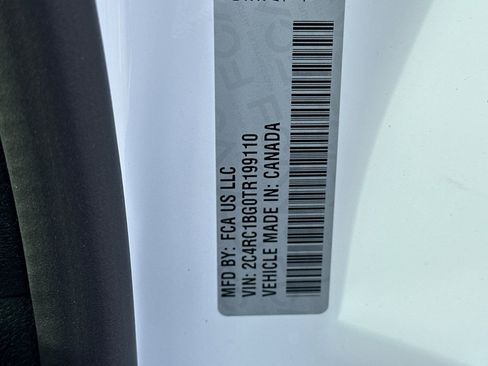 MFD BY: FCA US LLC
VIN: 2C4RC1BG0TR199110
VEHICLE MADE IN: CANADA